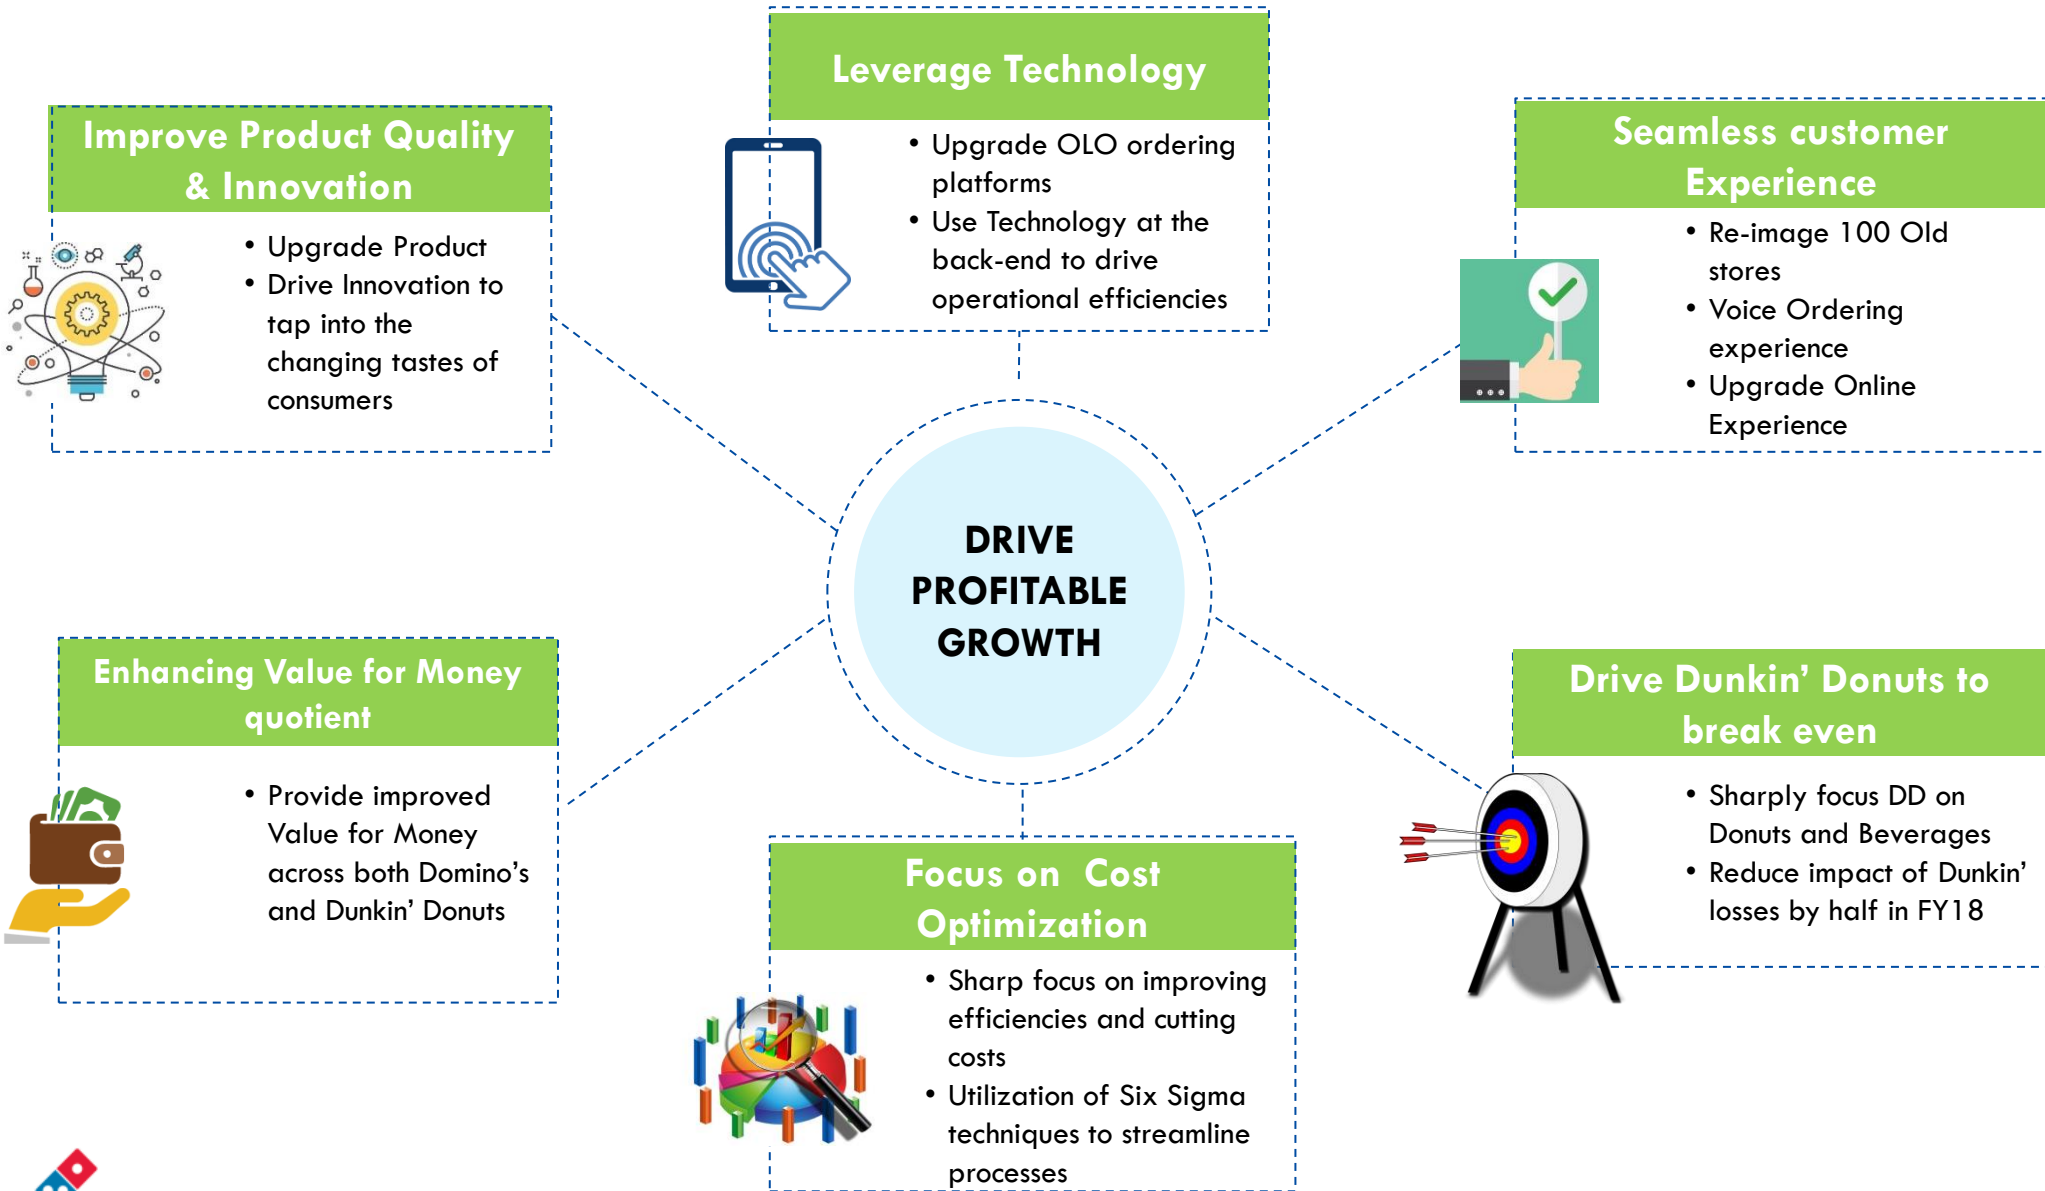 Leverage Technology
• Upgrade OLO ordering
platforms
• Use Technology at the
back-end to drive
operational efficiencies
Improve Product Quality
& Innovation
• Upgrade Product
• Drive Innovation to
tap into the
changing tastes of
consumers
Seamless customer
Experience
• Re-image 100 Old
stores
• Voice Ordering
experience
• Upgrade Online
Experience
DRIVE
PROFITABLE
GROWTH
Enhancing Value for Money
quotient
• Provide improved
Value for Money
across both Domino’s
and Dunkin’ Donuts
Focus on  Cost
Optimization
• Sharp focus on improving
efficiencies and cutting
costs
• Utilization of Six Sigma
techniques to streamline
processes
Drive Dunkin’ Donuts to
break even
• Sharply focus DD on
Donuts and Beverages
• Reduce impact of Dunkin’
losses by half in FY18